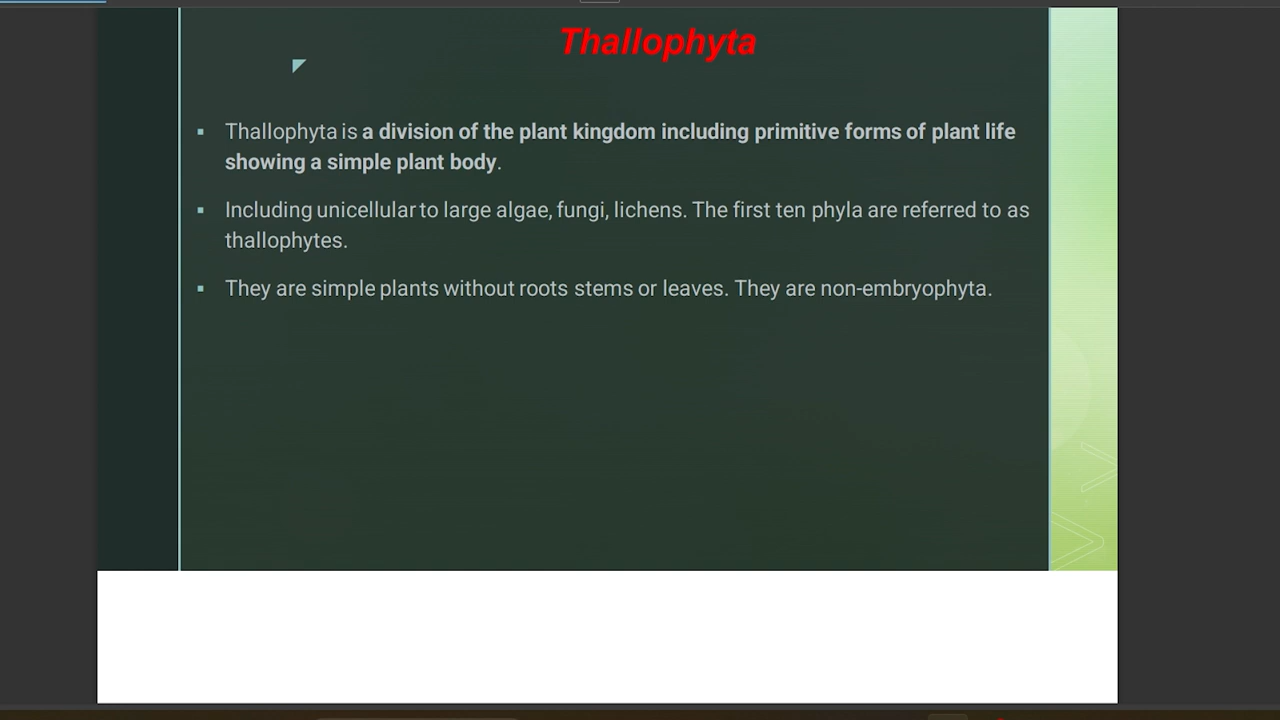 Thallophyta
▪ Thallophyta is a division of the plant kingdom including primitive forms of plant life
showing a simple plant body.
▪ Including unicellular to large algae, fungi, lichens. The first ten phyla are referred to as
thallophytes.
▪ They are simple plants without roots stems or leaves. They are non-embryophyta.